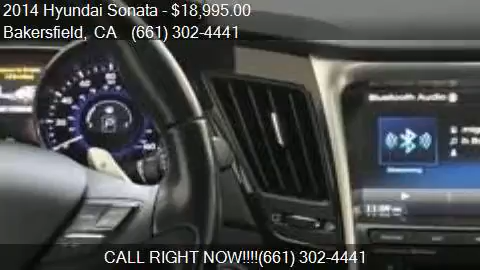 2014 Hyundai Sonata - $18,995.00
Bakersfield, CA (661) 302-4441
Bluetooth Audio
CALL RIGHT NOW!!!!(661) 302-4441